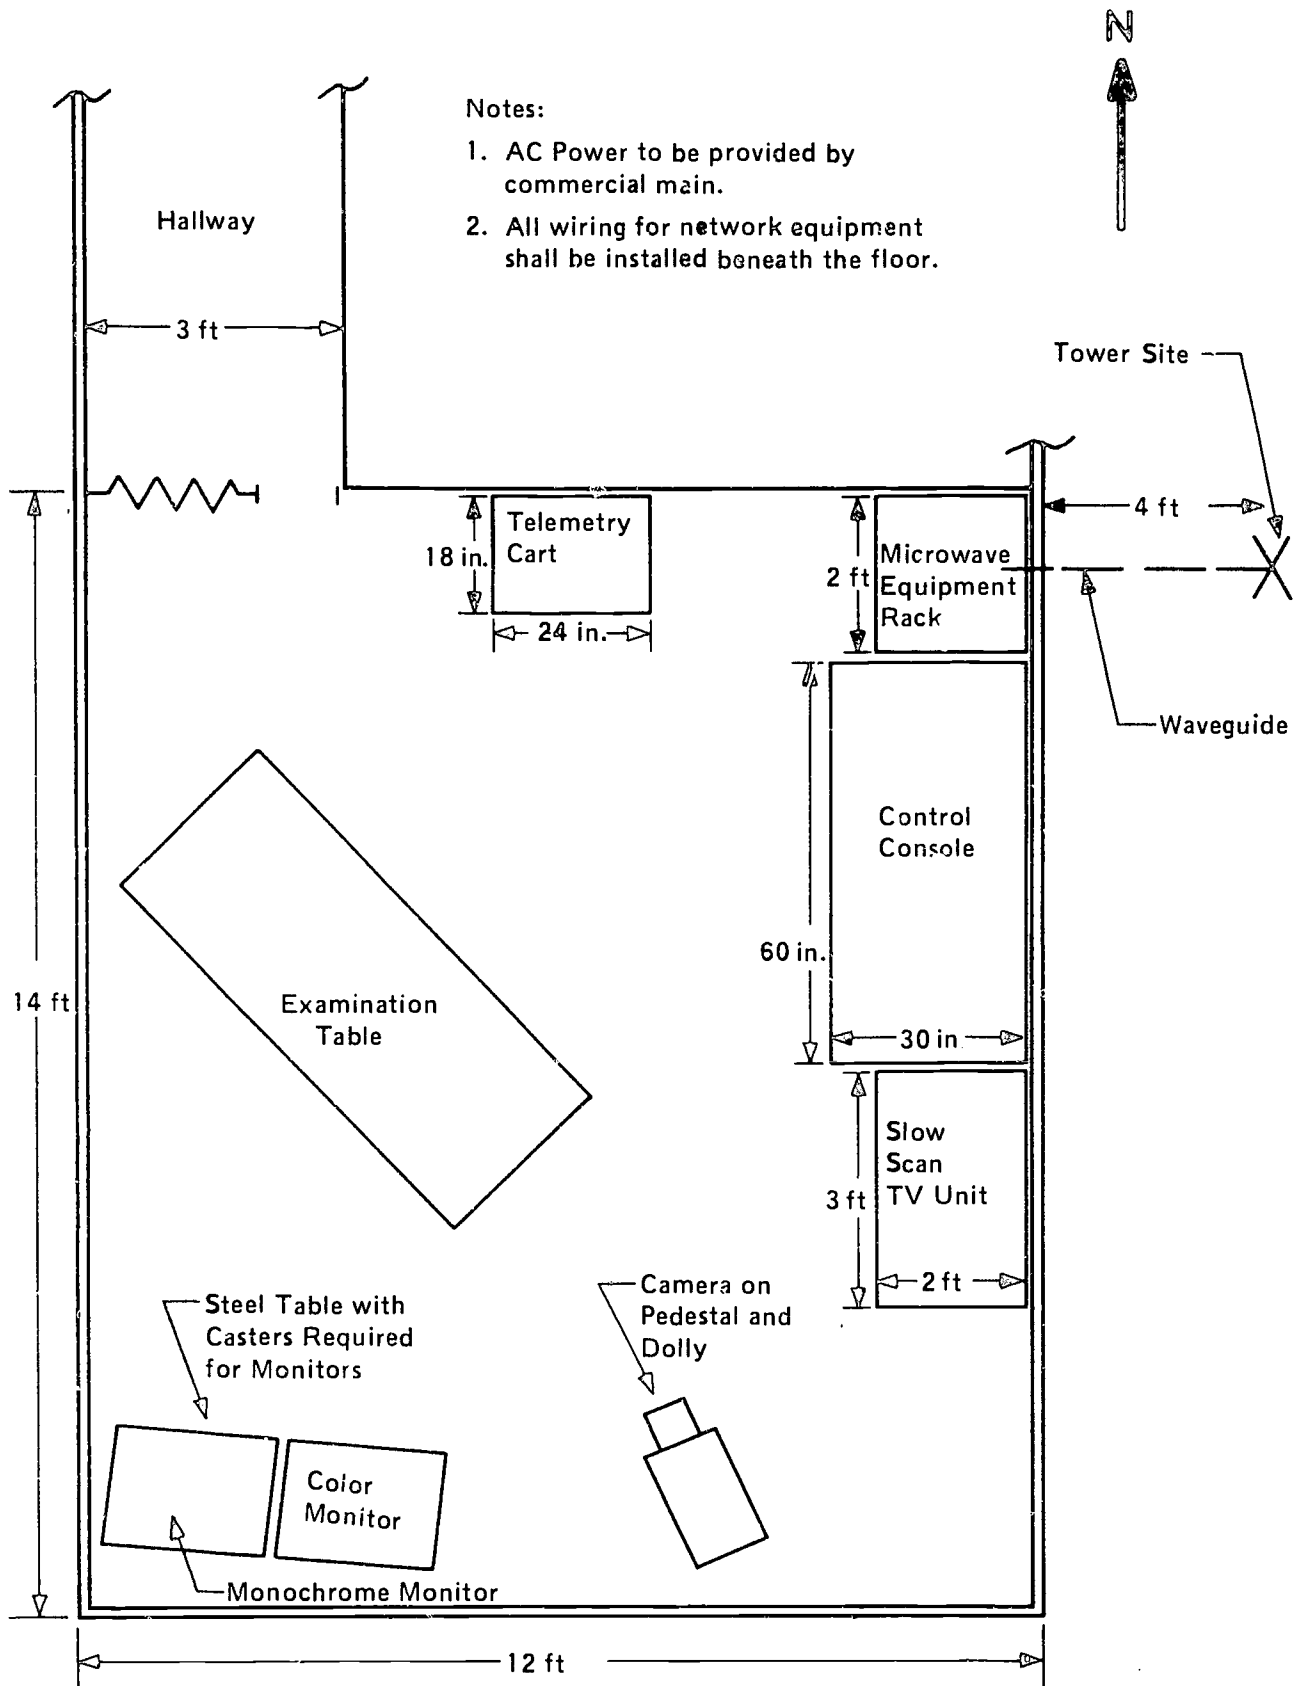 N
Notes:
1. AC Power to be provided by
commercial main.
2. All wiring for network equipment
shall be installed beneath the floor.
Hallway
3 ft
Tower Site
4 ft
Telemetry
Cart
18 in.
24 in.
Microwave
Equipment
Rack
2 ft
Waveguide
Control
Console
60 in.
30 in.
14 ft
Examination
Table
Slow
Scan
TV Unit
3 ft
2 ft
Steel Table with
Casters Required
for Monitors
Camera on
Pedestal and
Dolly
Color
Monitor
Monochrome Monitor
12 ft